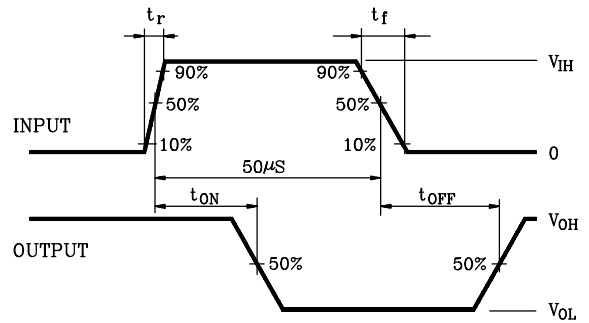 tr tf
90% 90% VIH
50% 50%
INPUT
10% 10% 0
50μS
tON tOFF
VOH
OUTPUT
50% 50%
VOL